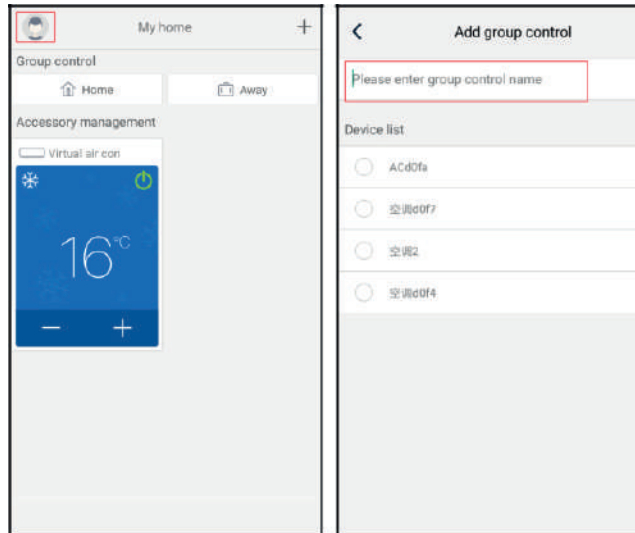 My home
+
Group control
Home
Away
Accessory management
Virtual air con
16°C
− +
Add group control
Please enter group control name
Device list
ACd0fa
空调d0f7
空调2
空调d0f4